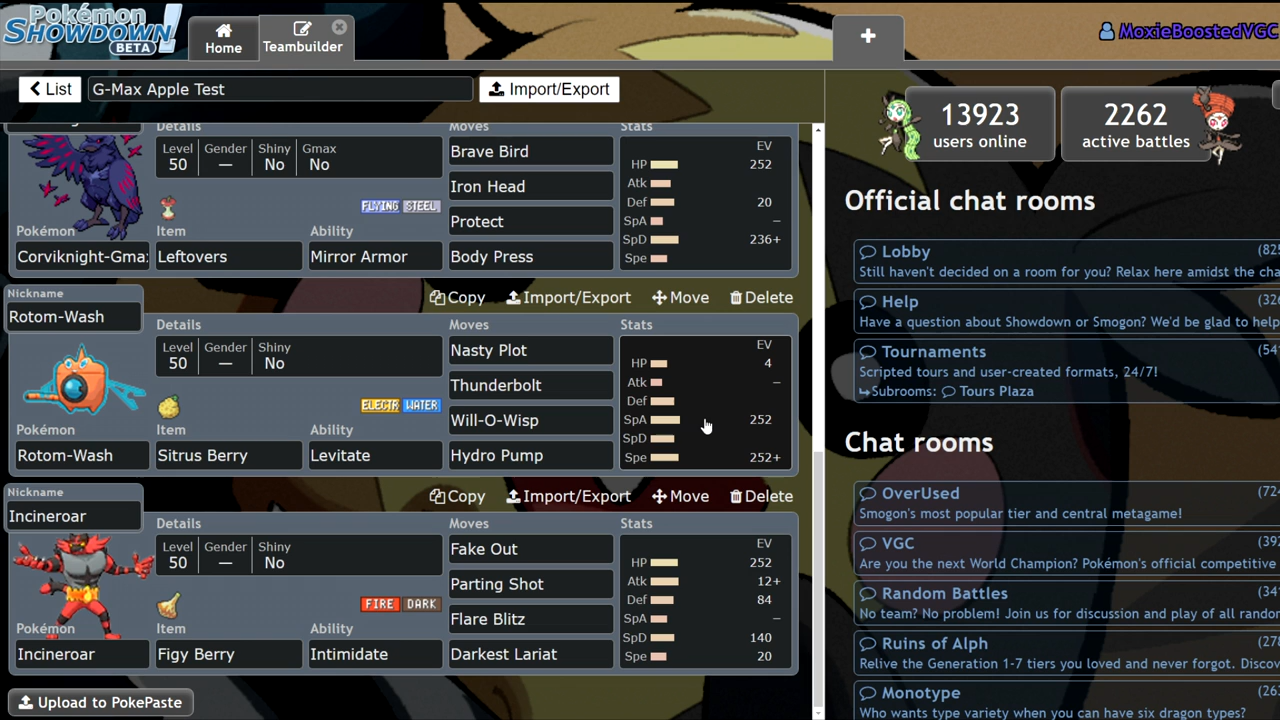 Pokémon
SHOWDOWN!
BETA
Home
Teambuilder
+
MoxieBoostedVGC
List
G-Max Apple Test
Import/Export
Details
Moves
Stats
Level
50
Gender
—
Shiny
No
Gmax
No
FLYING STEEL
Pokémon
Corviknight-Gma
Item
Leftovers
Ability
Mirror Armor
Brave Bird
Iron Head
Protect
Body Press
EV
HP 252
Atk
Def 20
SpA –
SpD 236+
Spe
Copy Import/Export Move Delete
Nickname
Rotom-Wash
Details
Moves
Stats
Level
50
Gender
—
Shiny
No
ELECTR WATER
Pokémon
Rotom-Wash
Item
Sitrus Berry
Ability
Levitate
Nasty Plot
Thunderbolt
Will-O-Wisp
Hydro Pump
EV
HP 4
Atk –
Def
SpA 252
SpD
Spe 252+
Copy Import/Export Move Delete
Nickname
Incineroar
Details
Moves
Stats
Level
50
Gender
—
Shiny
No
FIRE DARK
Pokémon
Incineroar
Item
Figy Berry
Ability
Intimidate
Fake Out
Parting Shot
Flare Blitz
Darkest Lariat
EV
HP 252
Atk 12+
Def 84
SpA –
SpD 140
Spe 20
Upload to PokePaste
13923
users online
2262
active battles
Official chat rooms
Lobby (825
Still haven't decided on a room for you? Relax here amidst the cha
Help (326
Have a question about Showdown or Smogon? We'd be glad to help
Tournaments (541
Scripted tours and user-created formats, 24/7!
Subrooms: Tours Plaza
Chat rooms
OverUsed (724
Smogon's most popular tier and central metagame!
VGC (392
Are you the next World Champion? Pokémon's official competitive
Random Battles (341
No team? No problem! Join us for discussion and play of all random
Ruins of Alph (278
Relive the Generation 1-7 tiers you loved and never forgot. Discov
Monotype (262
Who wants type variety when you can have six dragon types?